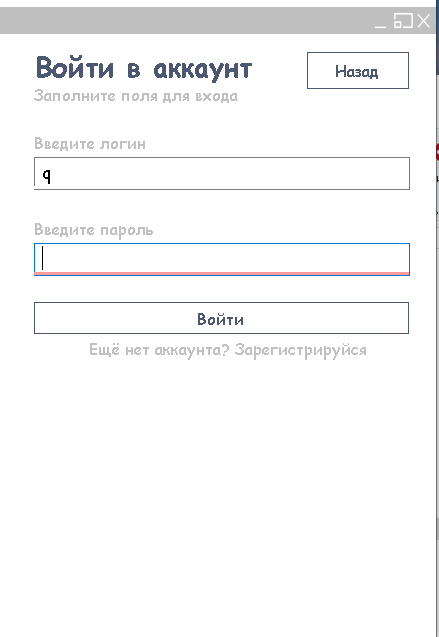 Войти в аккаунт
Назад
Заполните поля для входа
Введите логин
q
Введите пароль
Войти
Ещё нет аккаунта? Зарегистрируйся